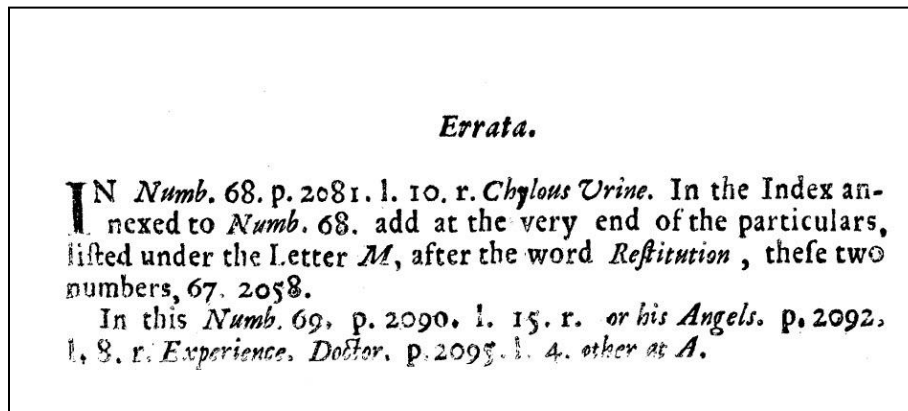 Errata.
IN Numb. 68. p. 2081. l. 10. r. Chylous Urine. In the Index an-
nexed to Numb. 68. add at the very end of the particulars,
liſted under the Letter M, after the word Reſtitution , theſe two
numbers, 67. 2058.
In this Numb. 69. p. 2090. l. 15. r. or his Angels. p. 2092.
l. 8. r. Experience. Doctor. p. 2095. l. 4. other at A.